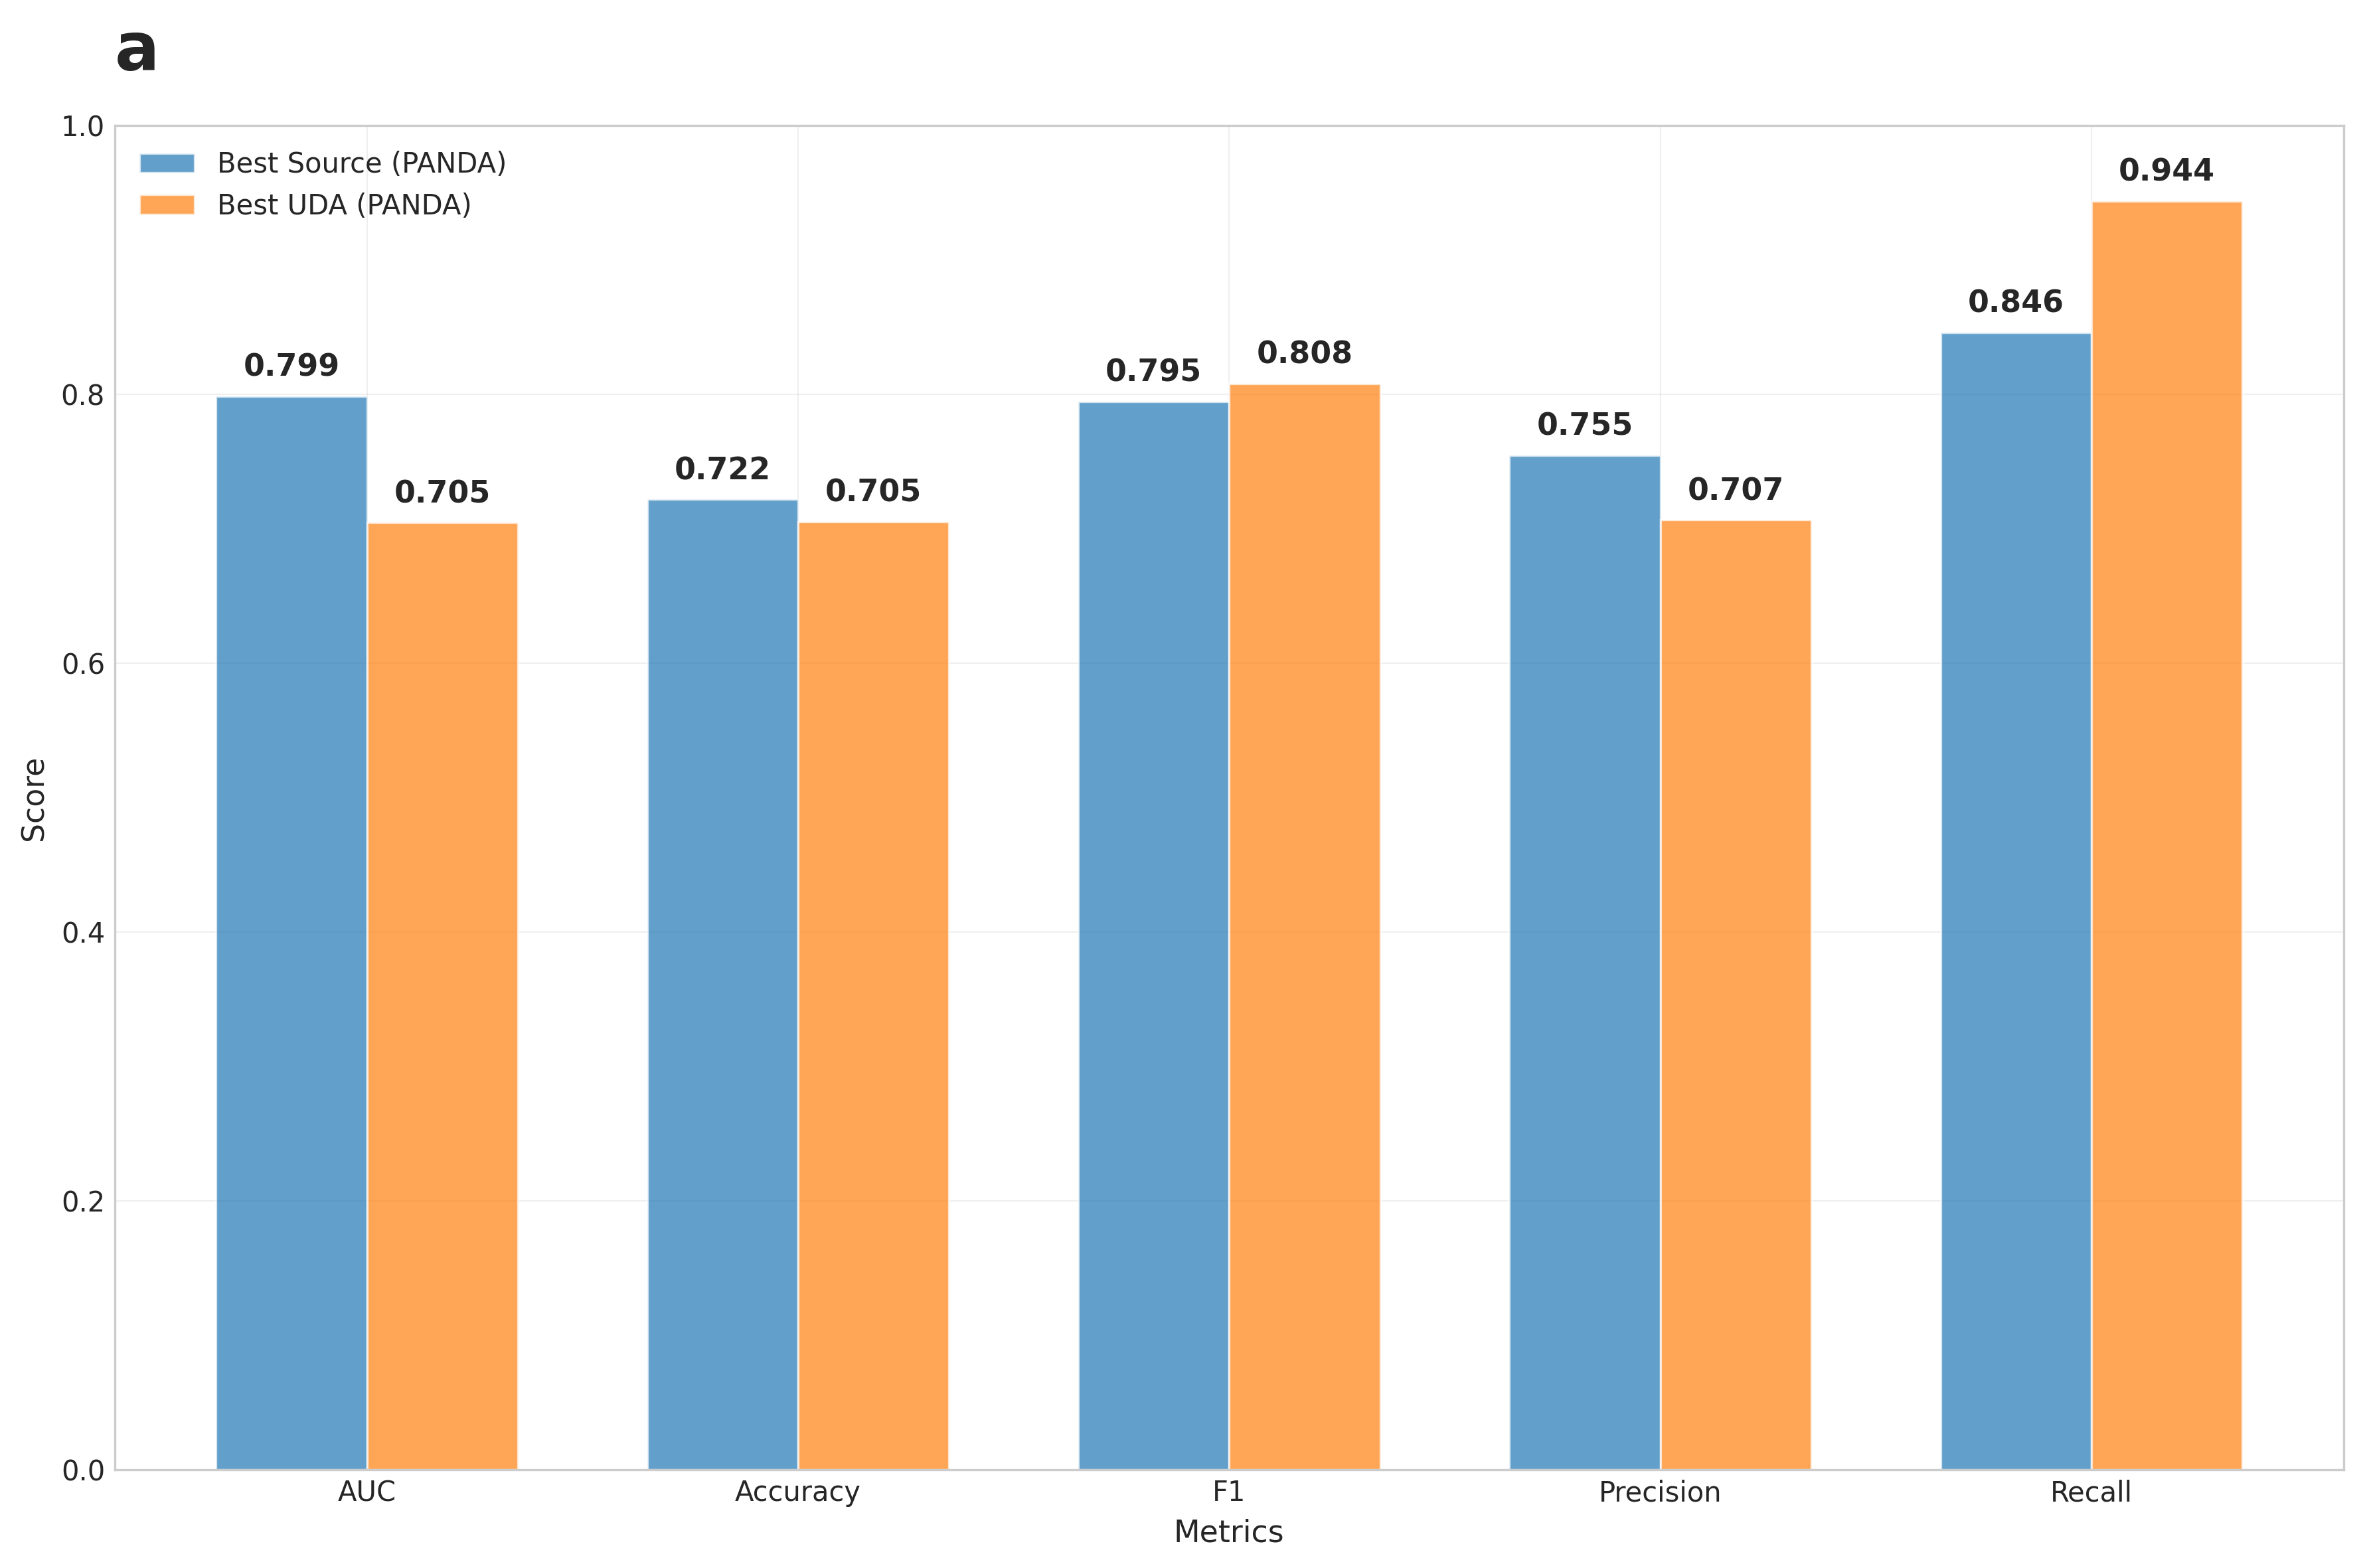 a
1.0
Best Source (PANDA)
Best UDA (PANDA)
0.944
0.846
0.799
0.795
0.808
0.8
0.755
0.722
0.705
0.705
0.707
0.6
Score
0.4
0.2
0.0
AUC Accuracy F1 Precision Recall
Metrics